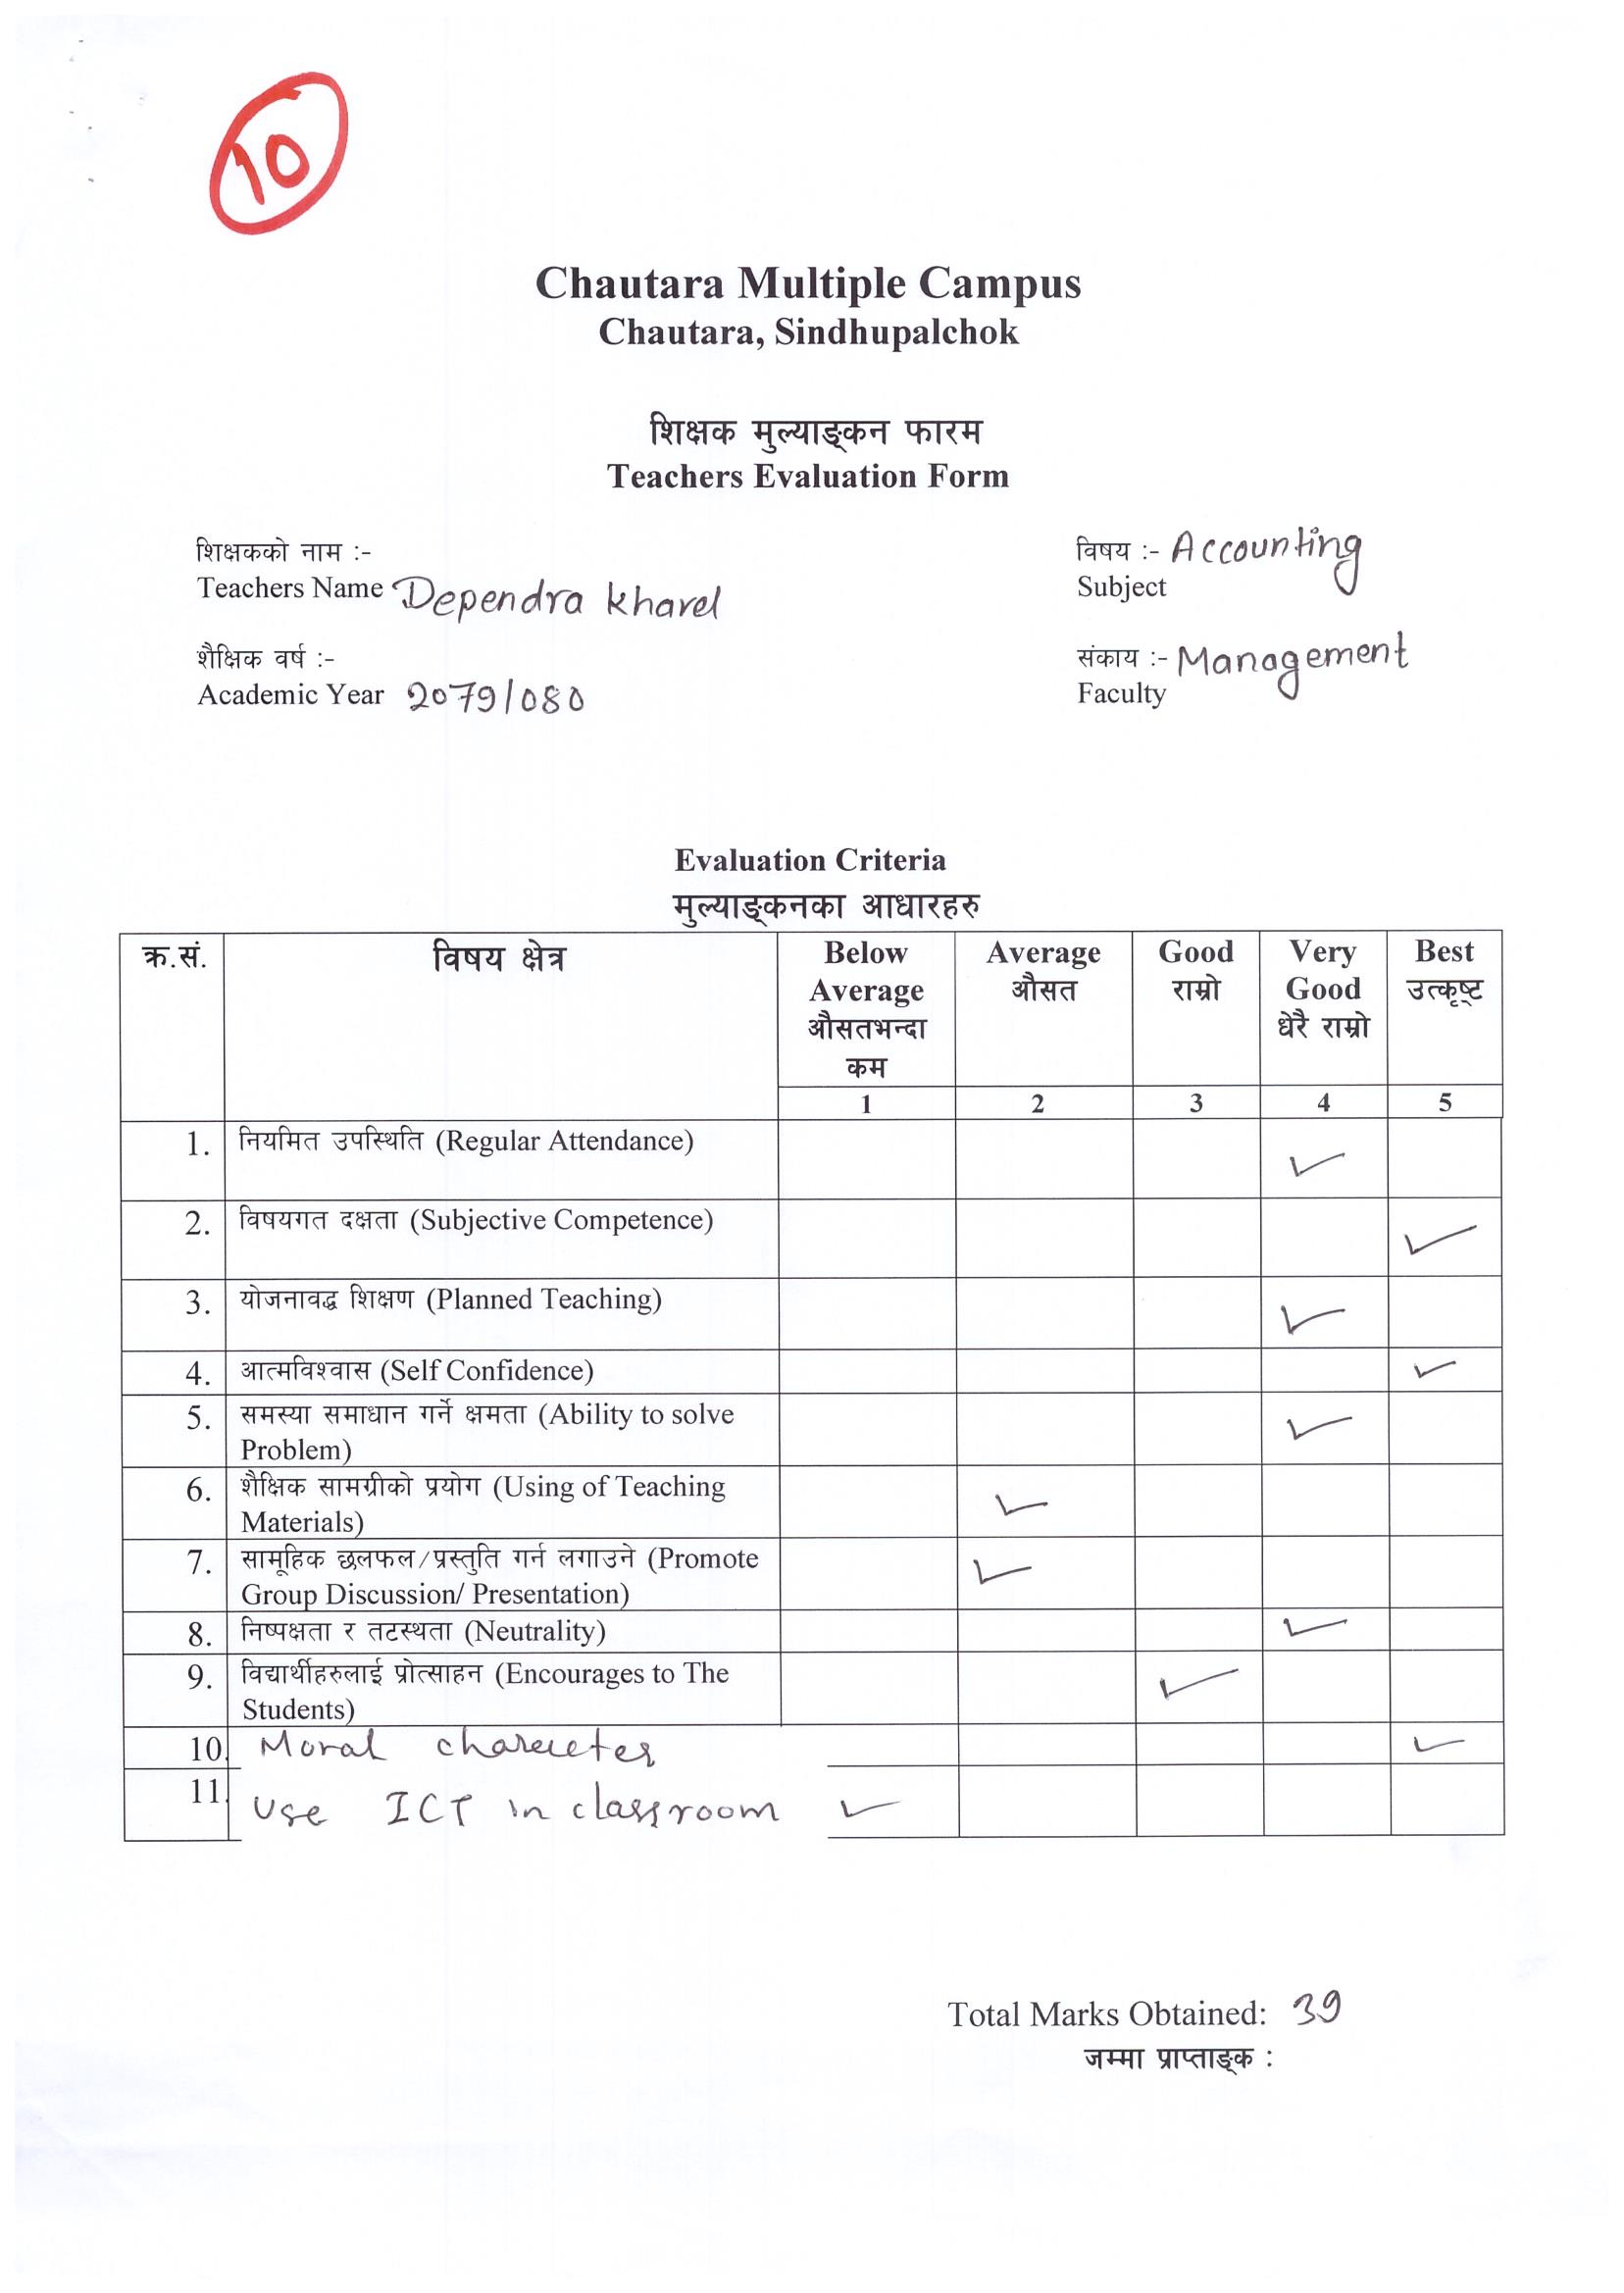 10
Chautara Multiple Campus
Chautara, Sindhupalchok
शिक्षक मुल्याङ्कन फारम
Teachers Evaluation Form
शिक्षकको नाम :-
Teachers Name Dependra Kharel
विषय :- Accounting
Subject
शैक्षिक वर्ष :-
Academic Year 2079/080
संकाय :- Management
Faculty
Evaluation Criteria
मुल्याङ्कनका आधारहरु
क्र.सं. विषय क्षेत्र Below Average औसतभन्दा कम Average औसत Good राम्रो Very Good धेरै राम्रो Best उत्कृष्ट
1 2 3 4 5
1. नियमित उपस्थिति (Regular Attendance) ✓
2. विषयगत दक्षता (Subjective Competence) ✓
3. योजनावद्ध शिक्षण (Planned Teaching) ✓
4. आत्मविश्वास (Self Confidence) ✓
5. समस्या समाधान गर्ने क्षमता (Ability to solve
Problem) ✓
6. शैक्षिक सामग्रीको प्रयोग (Using of Teaching
Materials) ✓
7. सामूहिक छलफल/प्रस्तुति गर्न लगाउने (Promote
Group Discussion/ Presentation) ✓
8. निष्पक्षता र तटस्थता (Neutrality) ✓
9. विद्यार्थीहरुलाई प्रोत्साहन (Encourages to The
Students) ✓
10. Moral charecter ✓
11. Use ICT in classroom ✓
Total Marks Obtained: 39
जम्मा प्राप्ताङ्क :